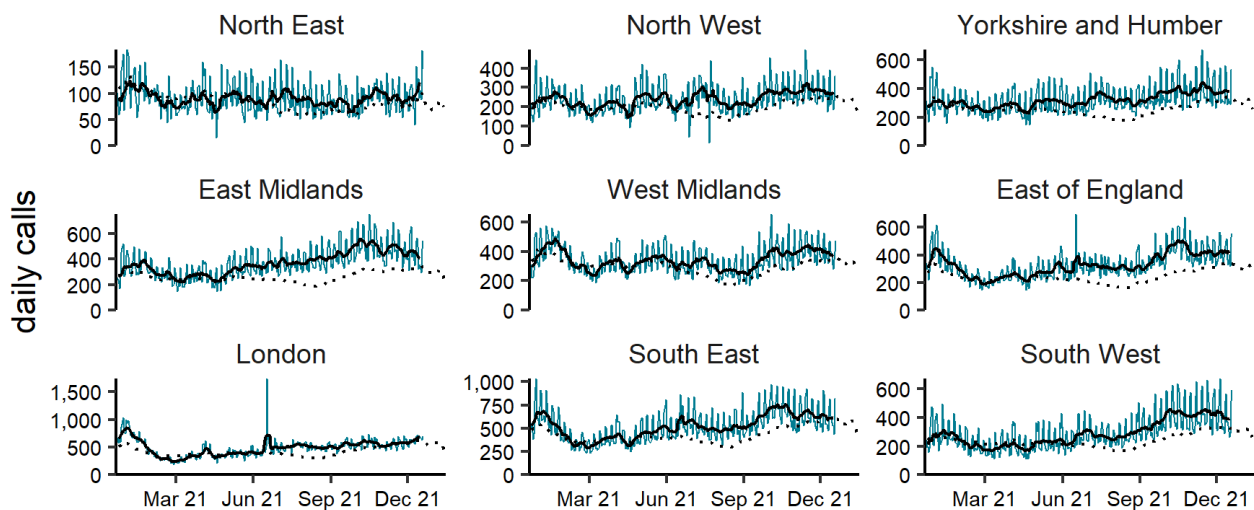 daily calls
North East
150
100
50
0
North West
400
300
200
100
0
Yorkshire and Humber
600
400
200
0
East Midlands
600
400
200
0
West Midlands
600
400
200
0
East of England
600
400
200
0
London
1,500
1,000
500
0
Mar 21 Jun 21 Sep 21 Dec 21
South East
1,000
750
500
250
0
Mar 21 Jun 21 Sep 21 Dec 21
South West
600
400
200
0
Mar 21 Jun 21 Sep 21 Dec 21